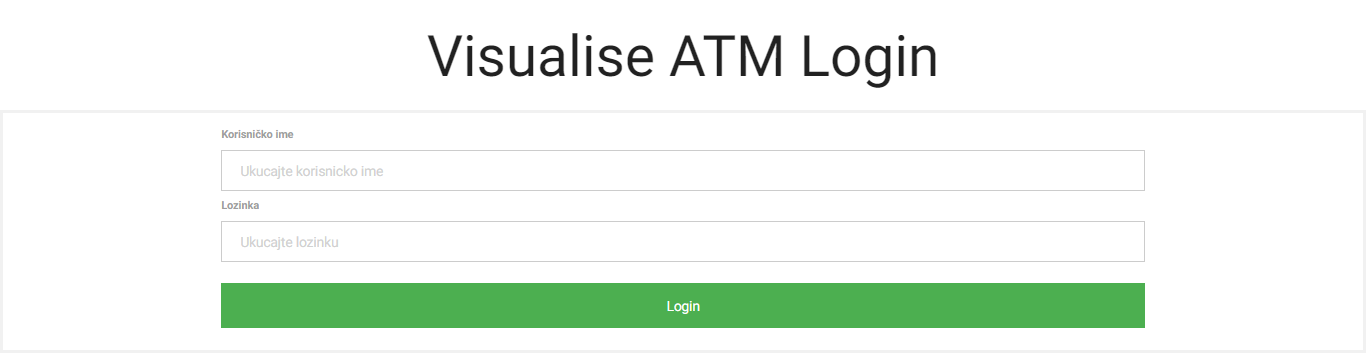 Visualise ATM Login
Korisničko ime
Ukucajte korisnicko ime
Lozinka
Ukucajte lozinku
Login